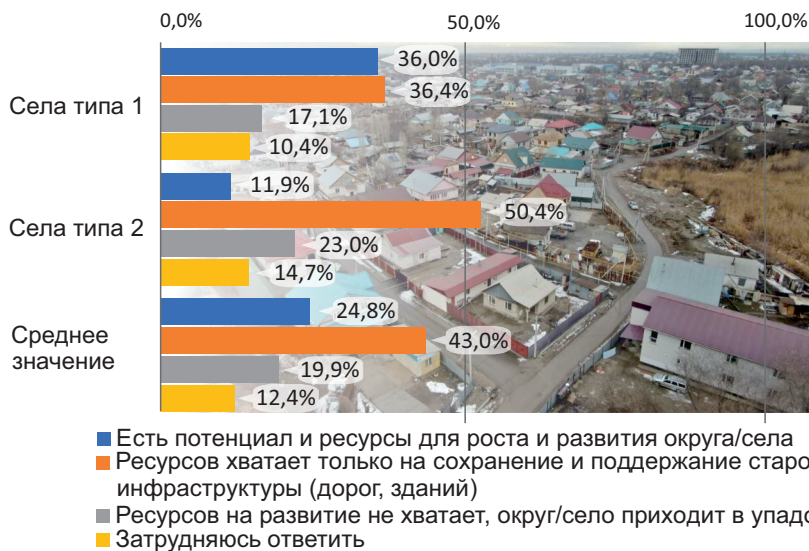 0,0% 50,0% 100,0%
36,0%
Села типа 1
36,4%
17,1%
10,4%
11,9%
Села типа 2
50,4%
23,0%
14,7%
24,8%
Среднее
значение
43,0%
19,9%
12,4%
Есть потенциал и ресурсы для роста и развития округа/села
Ресурсов хватает только на сохранение и поддержание старо
инфраструктуры (дорог, зданий)
Ресурсов на развитие не хватает, округ/село приходит в упад
Затрудняюсь ответить